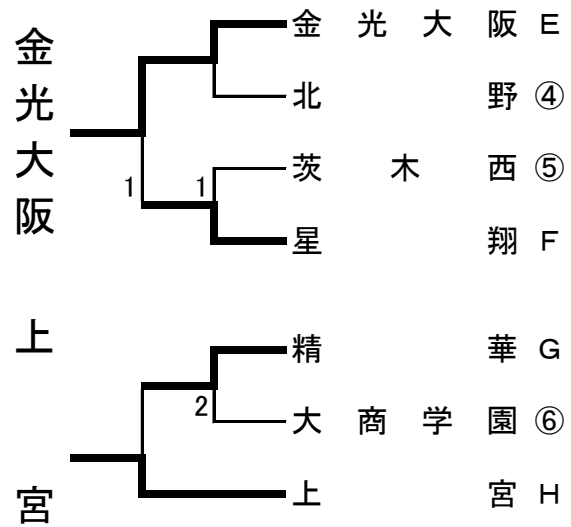 金光大阪
金光大阪 E
北野 ④
1
1
茨木西 ⑤
星翔 F
上宮
精華 G
2
大商学園 ⑥
上宮 H